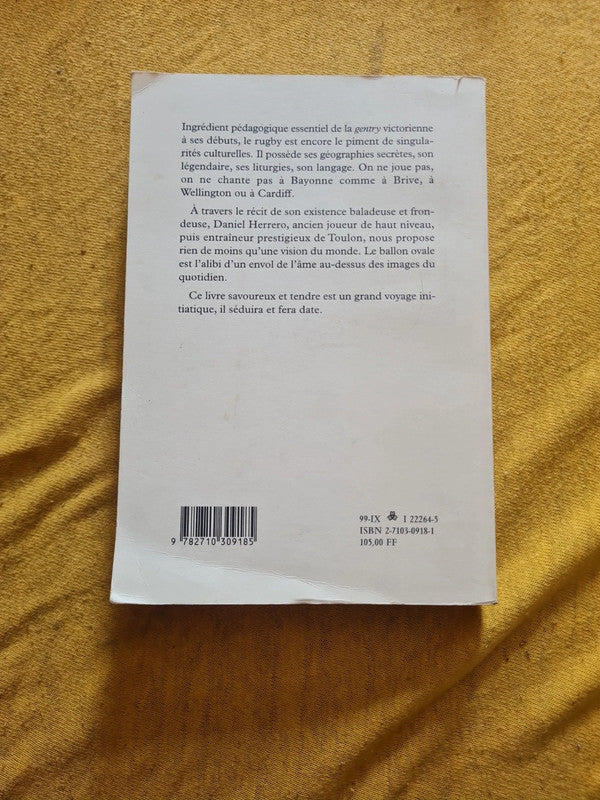 Ingrédient pédagogique essentiel de la gentry victorienne
à ses débuts, le rugby est encore le piment de singula-
rités culturelles. Il possède ses géographies secrètes, son
légendaire, ses liturgies, son langage. On ne joue pas,
on ne chante pas à Bayonne comme à Brive, à
Wellington ou à Cardiff.
À travers le récit de son existence baladeuse et fron-
deuse, Daniel Herrero, ancien joueur de haut niveau,
puis entraîneur prestigieux de Toulon, nous propose
rien de moins qu'une vision du monde. Le ballon ovale
est l'alibi d'un envol de l'âme au-dessus des images du
quotidien.
Ce livre savoureux et tendre est un grand voyage ini-
tiatique, il séduira et fera date.
9 782710 309185
99-IX I 22264-5
ISBN 2-7103-0918-1
105,00 FF